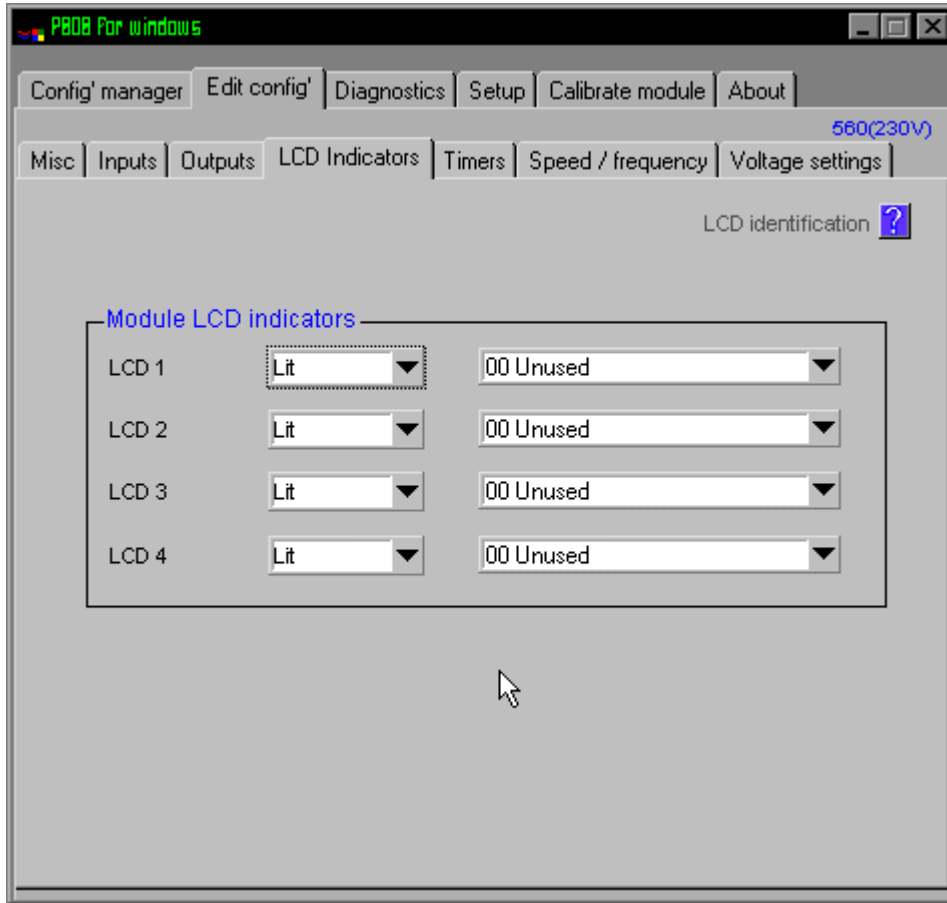 P808 For windows
Config' manager Edit config' Diagnostics Setup Calibrate module About
560(230V)
Misc Inputs Outputs LCD Indicators Timers Speed / frequency Voltage settings
LCD identification ?
Module LCD indicators
LCD 1 Lit 00 Unused
LCD 2 Lit 00 Unused
LCD 3 Lit 00 Unused
LCD 4 Lit 00 Unused